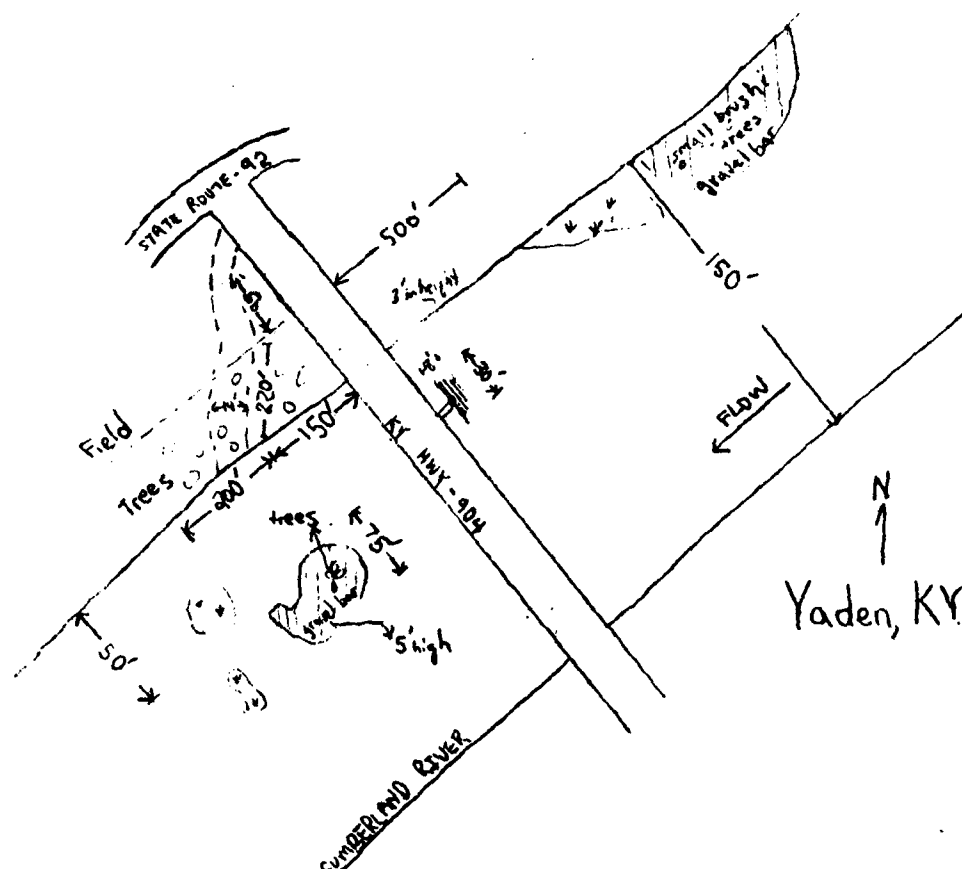 small brush &
trees
gravel bar
STATE ROUTE-92
500'
150'
3' in height
FLOW
Field
220'
150'
Trees
200'
KY HWY-904
trees
75'
gravel bar
5' high
50'
N
Yaden, KY.
CUMBERLAND RIVER